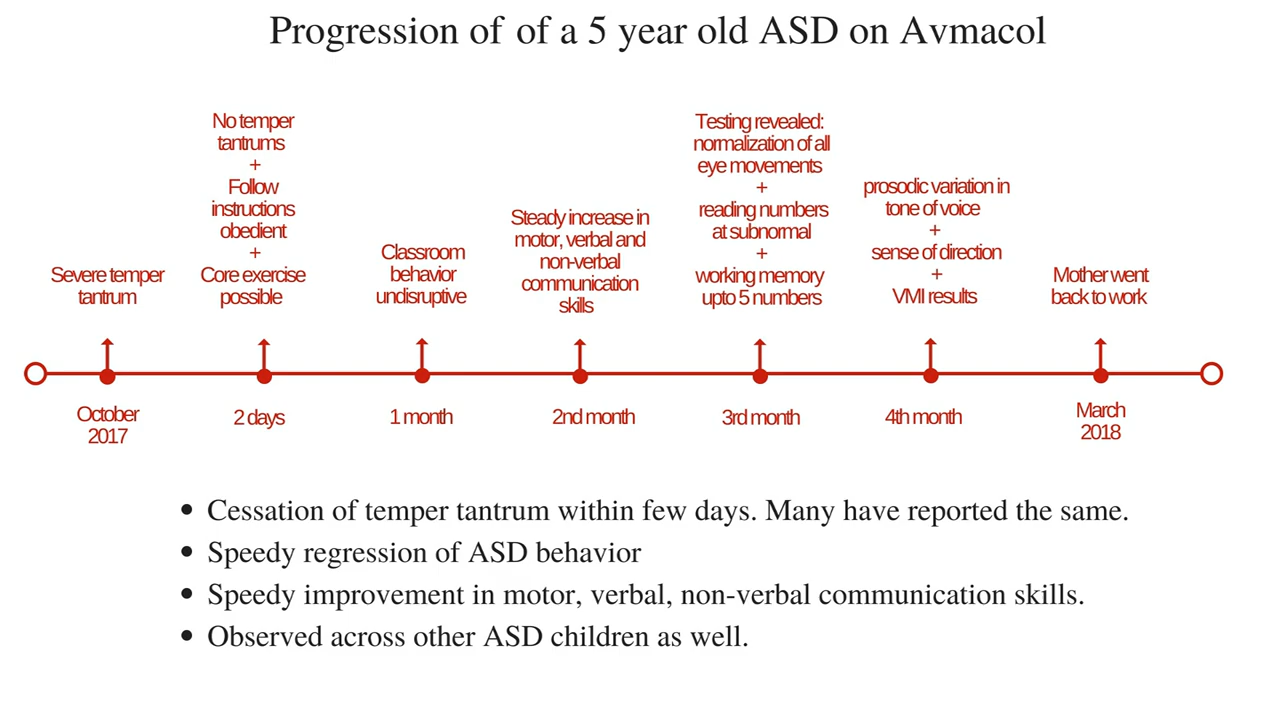 Progression of of a 5 year old ASD on Avmacol
Severe temper
tantrum
No temper
tantrums
+
Follow
instructions
obedient
+
Core exercise
possible
Classroom
behavior
undisruptive
Steady increase in
motor, verbal and
non-verbal
communication
skills
Testing revealed:
normalization of all
eye movements
+
reading numbers
at subnormal
+
working memory
upto 5 numbers
prosodic variation in
tone of voice
+
sense of direction
+
VMI results
Mother went
back to work
October
2017
2 days
1 month
2nd month
3rd month
4th month
March
2018
• Cessation of temper tantrum within few days. Many have reported the same.
• Speedy regression of ASD behavior
• Speedy improvement in motor, verbal, non-verbal communication skills.
• Observed across other ASD children as well.